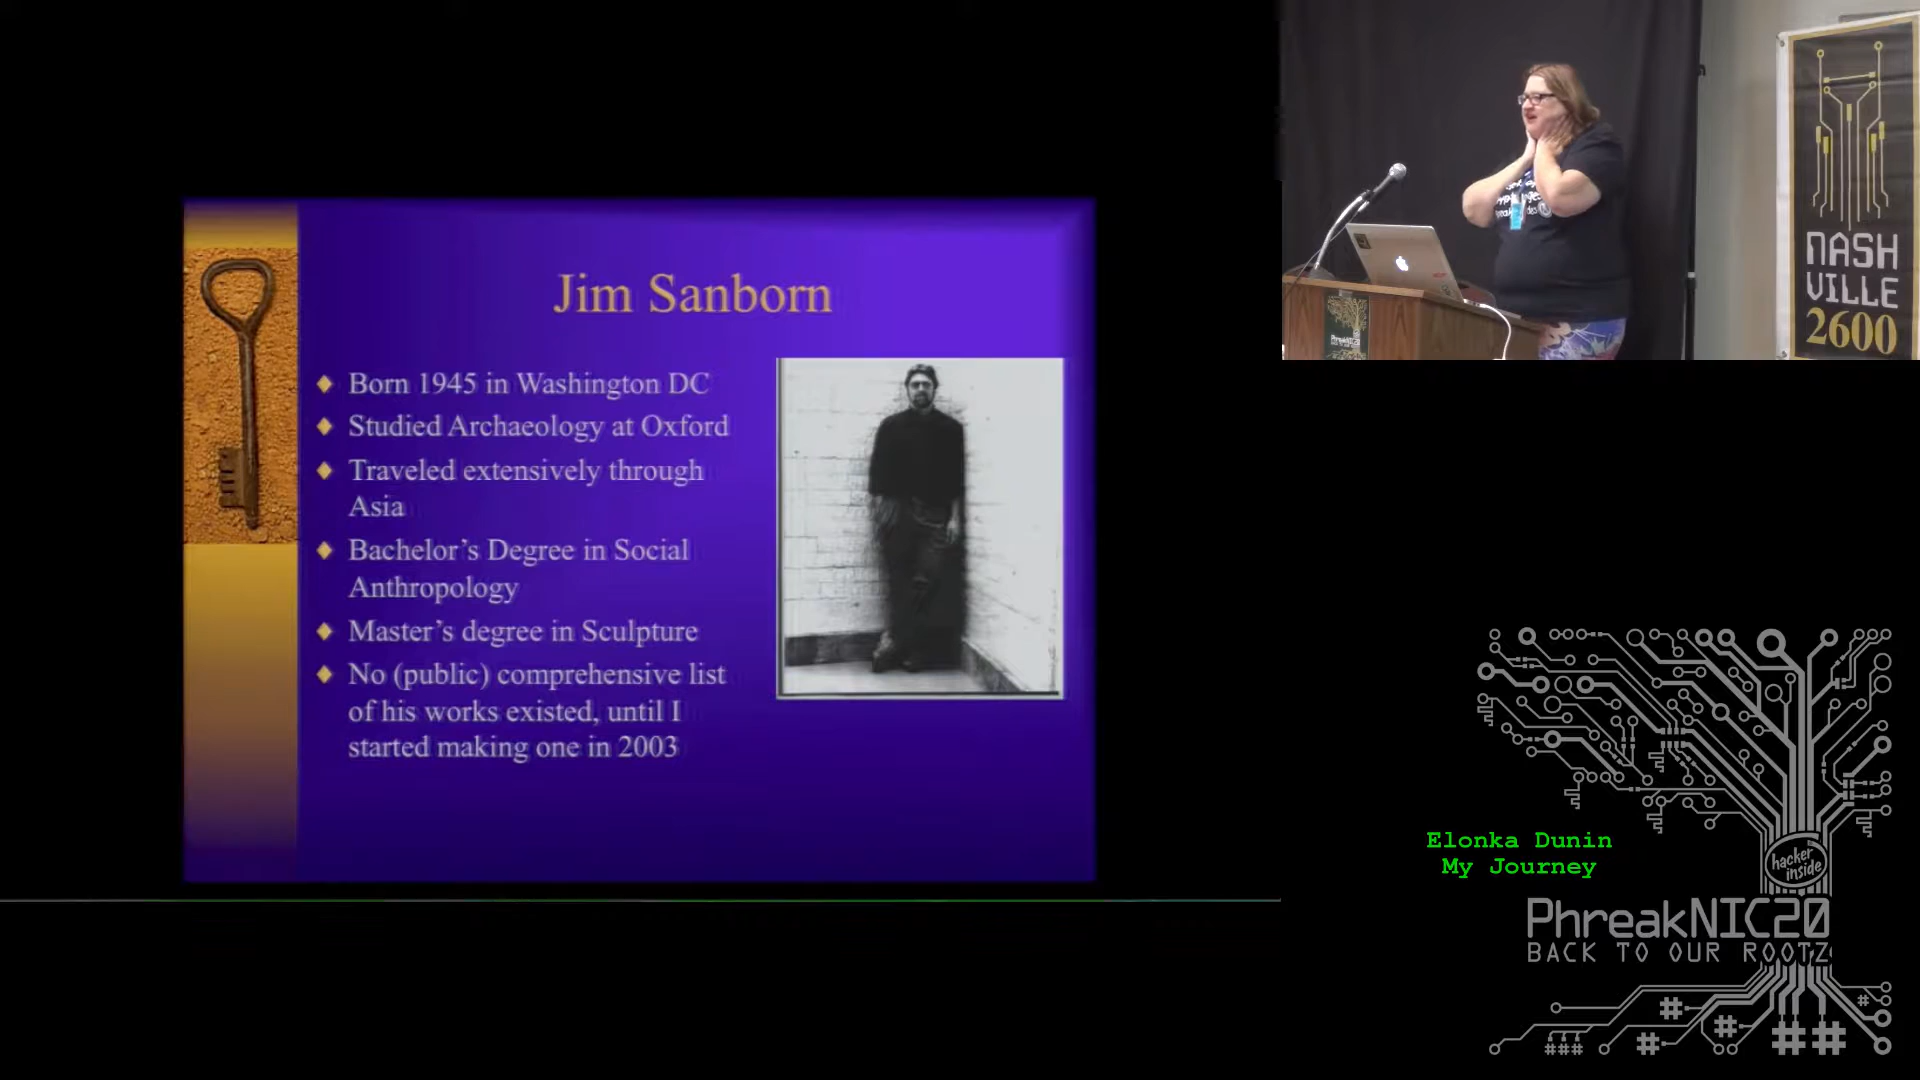 Jim Sanborn
Born 1945 in Washington DC
Studied Archaeology at Oxford
Traveled extensively through
Asia
Bachelor's Degree in Social
Anthropology
Master's degree in Sculpture
No (public) comprehensive list
of his works existed, until I
started making one in 2003
NASH
VILLE
2600
Elonka Dunin
My Journey
hacker
inside
PhreakNIC20
BACK TO OUR ROOTZ
#
#
#
#
###
##